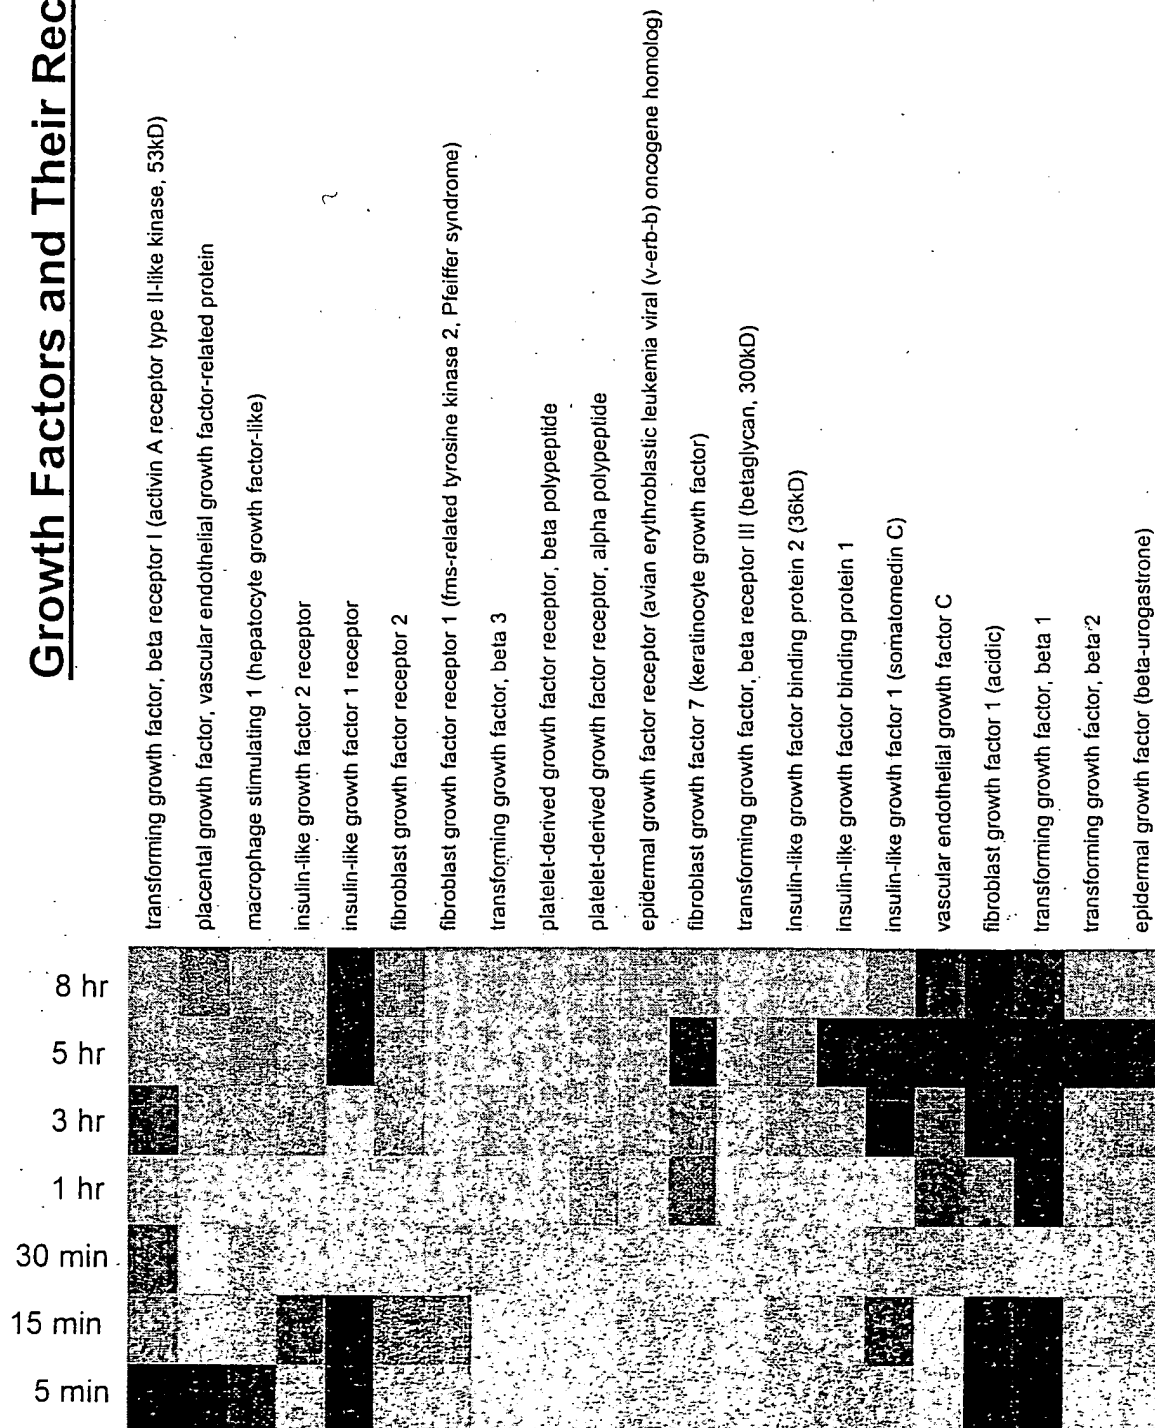 Growth Factors and Their Rec
transforming growth factor, beta receptor I (activin A receptor type II-like kinase, 53kD)
placental growth factor, vascular endothelial growth factor-related protein
macrophage stimulating 1 (hepatocyte growth factor-like)
insulin-like growth factor 2 receptor
insulin-like growth factor 1 receptor
fibroblast growth factor receptor 2
fibroblast growth factor receptor 1 (fms-related tyrosine kinase 2, Pfeiffer syndrome)
transforming growth factor, beta 3
platelet-derived growth factor receptor, beta polypeptide
platelet-derived growth factor receptor, alpha polypeptide
epidermal growth factor receptor (avian erythroblastic leukemia viral (v-erb-b) oncogene homolog)
fibroblast growth factor 7 (keratinocyte growth factor)
transforming growth factor, beta receptor III (betaglycan, 300kD)
insulin-like growth factor binding protein 2 (36kD)
insulin-like growth factor binding protein 1
insulin-like growth factor 1 (somatomedin C)
vascular endothelial growth factor C
fibroblast growth factor 1 (acidic)
transforming growth factor, beta 1
transforming growth factor, beta 2
epidermal growth factor (beta-urogastrone)
8 hr
5 hr
3 hr
1 hr
30 min
15 min
5 min